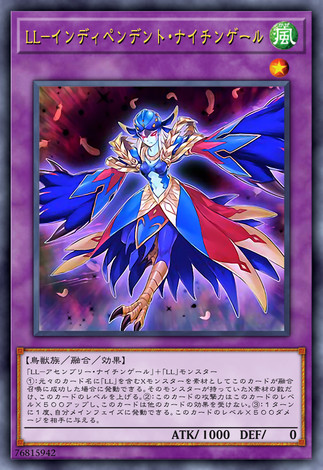 LL－インディペンデント・ナイチンゲール
風
【鳥獣族／融合／効果】
「LL－アセンブリー・ナイチンゲール」＋「LL」モンスター
①：元々のカード名に「LL」を含むXモンスターを素材としてこのカードが融合
召喚に成功した場合に発動できる。そのモンスターが持っていたX素材の数だ
け、このカードのレベルを上げる。②：このカードの攻撃力はこのカードのレベ
ル×５００アップし、このカードは他のカードの効果を受けない。③：１ターン
に１度、自分メインフェイズに発動できる。このカードのレベル×５００ダメー
ジを相手に与える。
ATK/ 1000 DEF/ 0
76815942